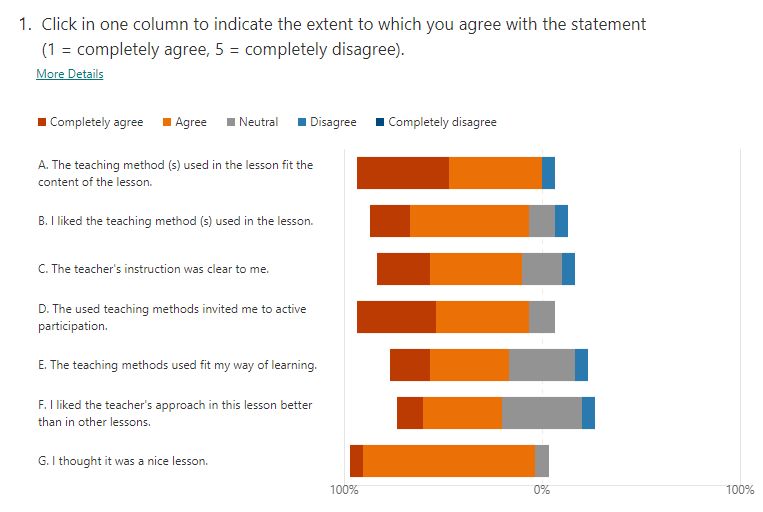 1. Click in one column to indicate the extent to which you agree with the statement
(1 = completely agree, 5 = completely disagree).
More Details
Completely agree Agree Neutral Disagree Completely disagree
A. The teaching method (s) used in the lesson fit the
content of the lesson.
B. I liked the teaching method (s) used in the lesson.
C. The teacher's instruction was clear to me.
D. The used teaching methods invited me to active
participation.
E. The teaching methods used fit my way of learning.
F. I liked the teacher's approach in this lesson better
than in other lessons.
G. I thought it was a nice lesson.
100% 0% 100%